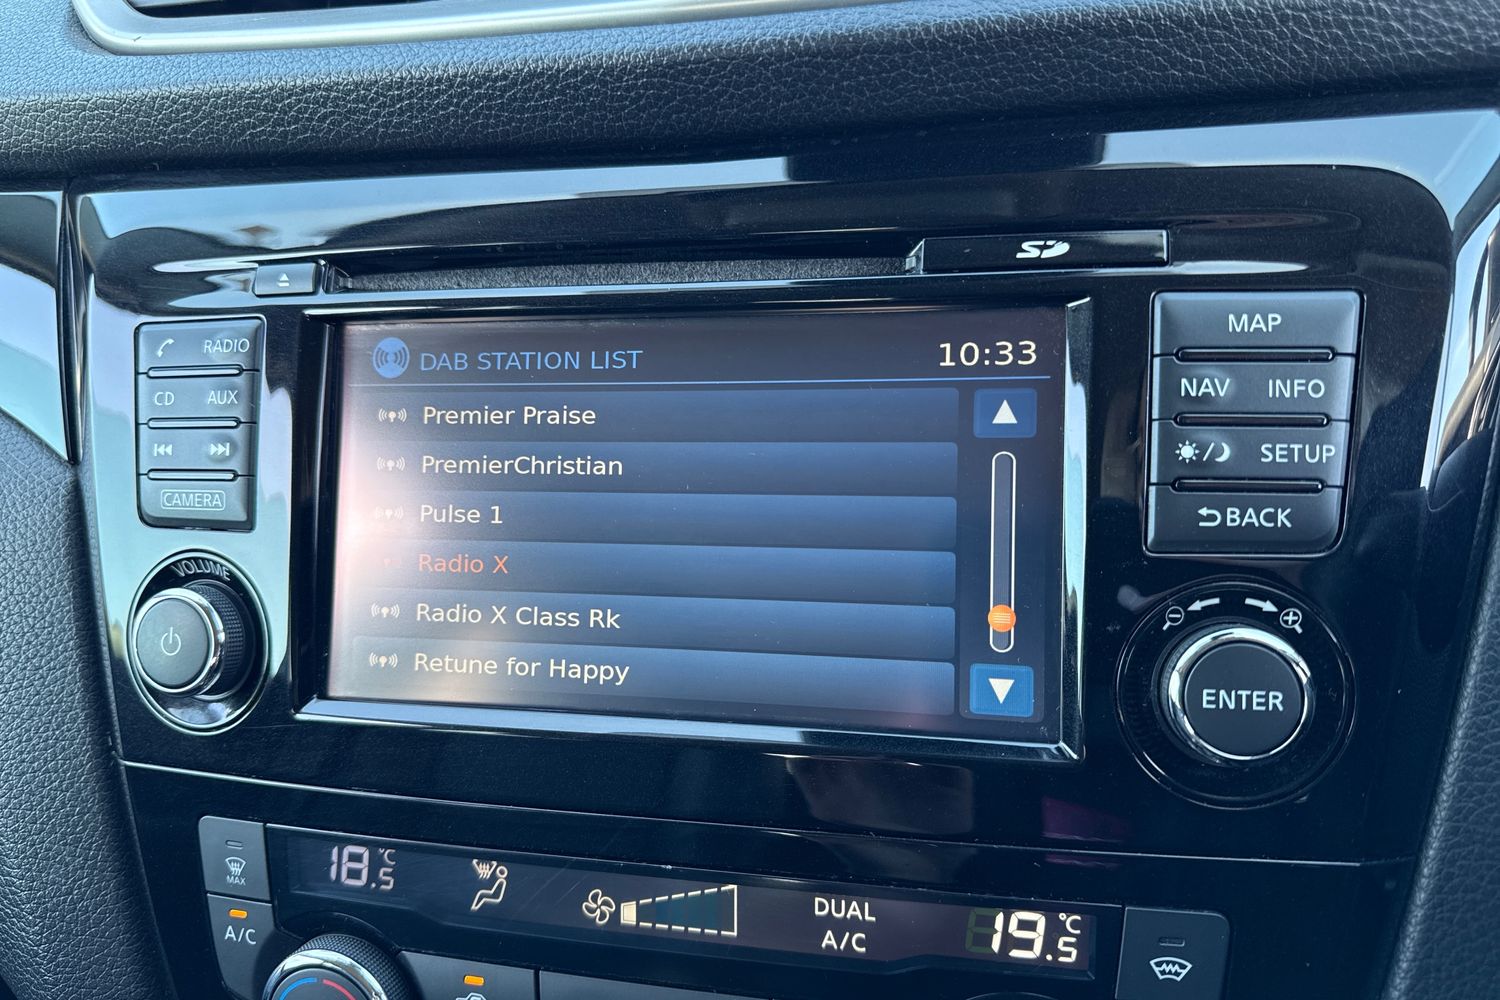 SD
MAP
RADIO
NAV INFO
CD AUX
SETUP
CAMERA
BACK
VOLUME
ENTER
DAB STATION LIST 10:33
Premier Praise
PremierChristian
Pulse 1
Radio X
Radio X Class Rk
Retune for Happy
MAX
A/C
18.5°C
DUAL
A/C
19.5°C